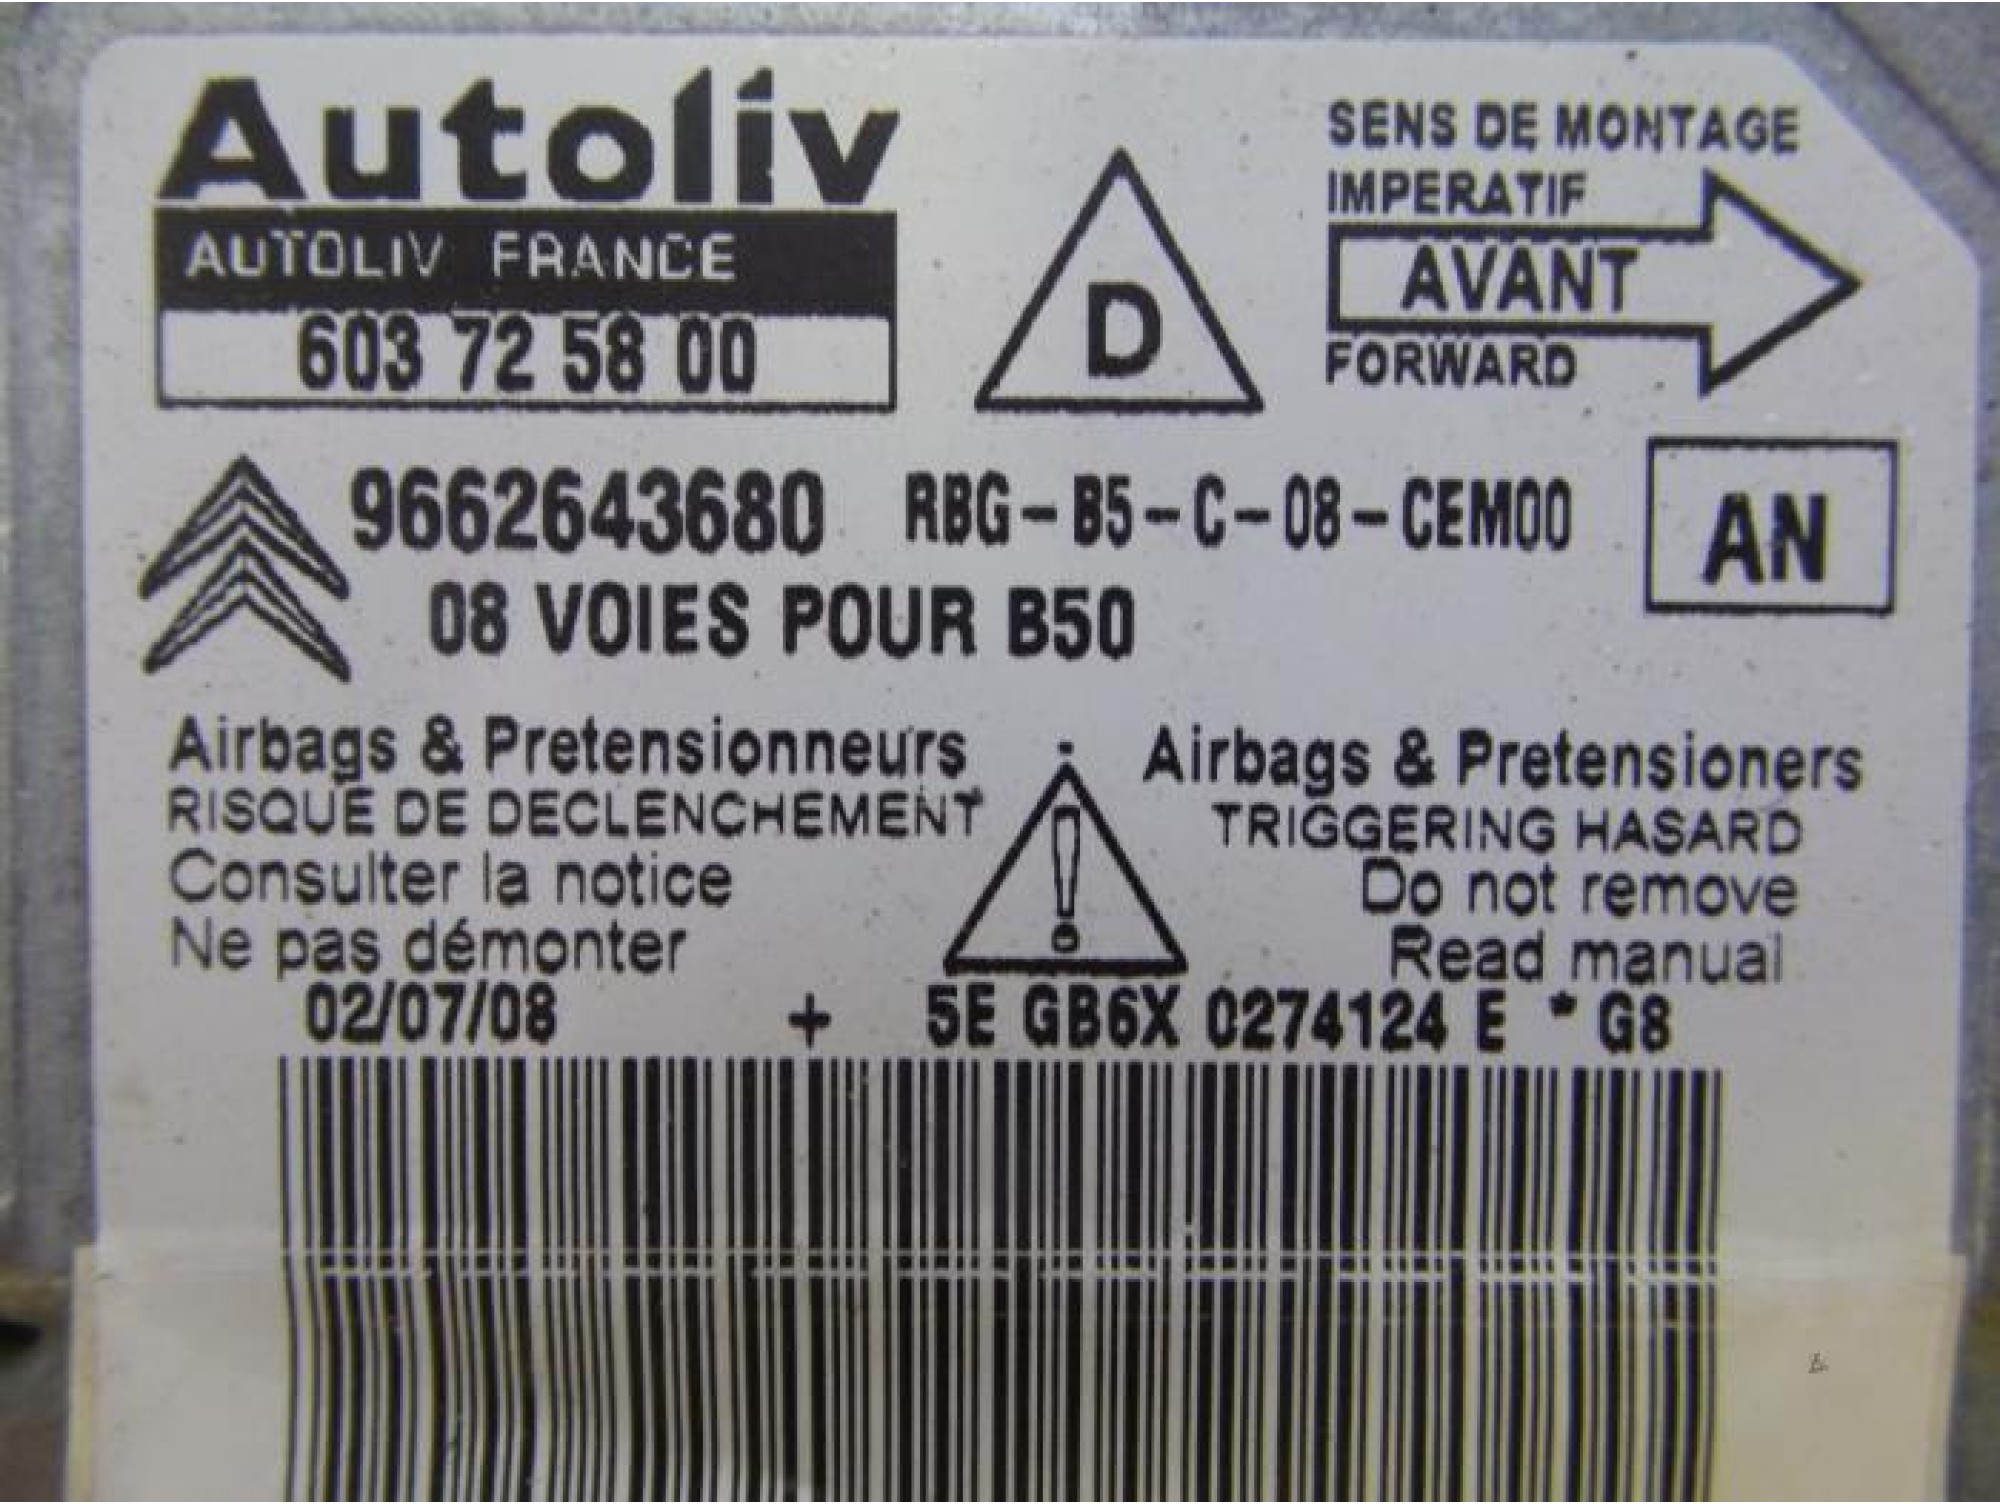 Autoliv
AUTOLIV FRANCE
603 72 58 00
D
SENS DE MONTAGE
IMPERATIF
AVANT
FORWARD
9662643680 RBG-B5-C-08-CEM00
AN
08 VOIES POUR B50
Airbags & Pretensionneurs
RISQUE DE DECLENCHEMENT
Consulter la notice
Ne pas démonter
!
Airbags & Pretensioners
TRIGGERING HASARD
Do not remove
Read manual
02/07/08 + 5E GB6X 0274124 E * G8